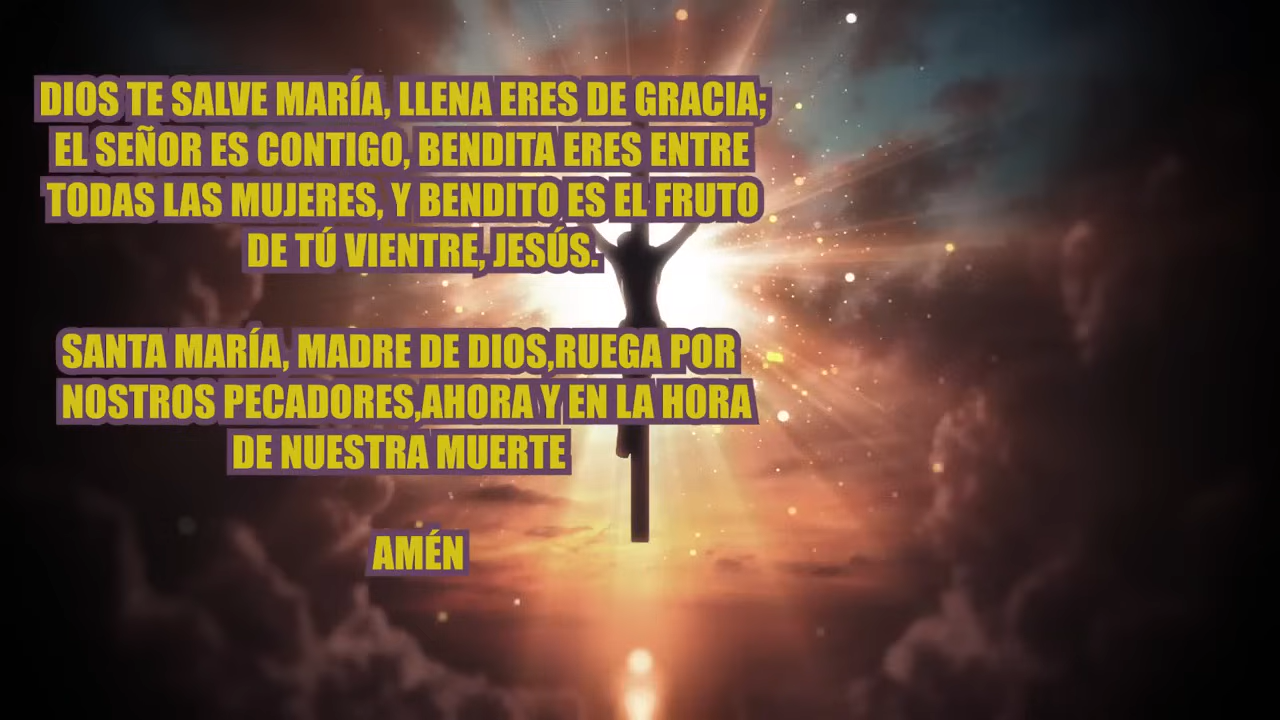 DIOS TE SALVE MARÍA, LLENA ERES DE GRACIA;
EL SEÑOR ES CONTIGO, BENDITA ERES ENTRE
TODAS LAS MUJERES, Y BENDITO ES EL FRUTO
DE TÚ VIENTRE, JESÚS.
SANTA MARÍA, MADRE DE DIOS,RUEGA POR
NOSTROS PECADORES,AHORA Y EN LA HORA
DE NUESTRA MUERTE
AMÉN